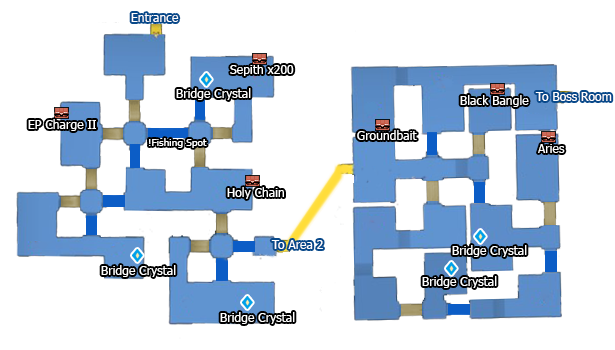 Entrance
Sepith x200
Bridge Crystal
EP Charge II
!Fishing Spot
Holy Chain
To Area 2
Bridge Crystal
Bridge Crystal
Black Bangle
To Boss Room
Groundbait
Aries
Bridge Crystal
Bridge Crystal